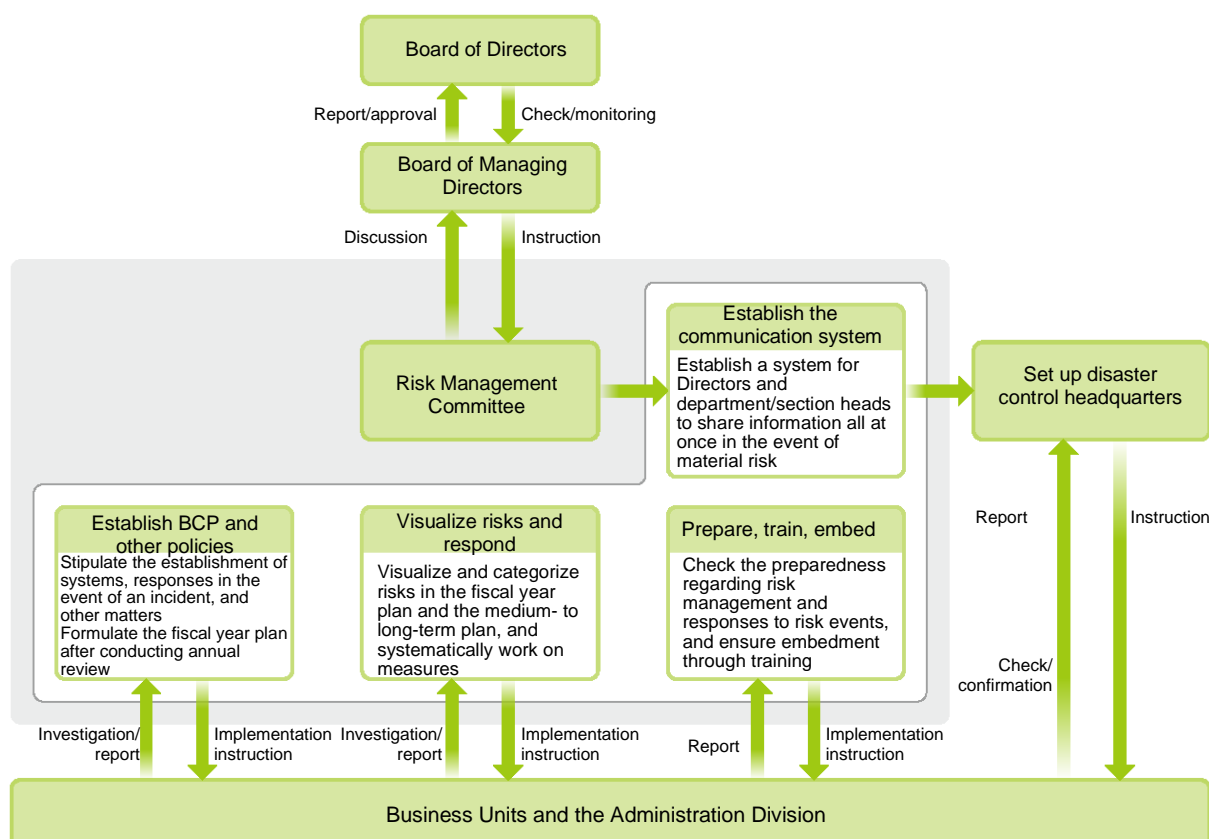 Board of Directors
Report/approval
Check/monitoring
Board of Managing
Directors
Discussion
Instruction
Risk Management
Committee
Establish the
communication system
Establish a system for
Directors and
department/section heads
to share information all at
once in the event of
material risk
Set up disaster
control headquarters
Establish BCP and
other policies
Stipulate the establishment of
systems, responses in the
event of an incident, and
other matters
Formulate the fiscal year plan
after conducting annual
review
Visualize risks and
respond
Visualize and categorize
risks in the fiscal year
plan and the medium- to
long-term plan, and
systematically work on
measures
Prepare, train, embed
Check the preparedness
regarding risk
management and
responses to risk events,
and ensure embedment
through training
Report
Instruction
Check/
confirmation
Investigation/
report
Implementation
instruction
Investigation/
report
Implementation
instruction
Report
Implementation
instruction
Business Units and the Administration Division